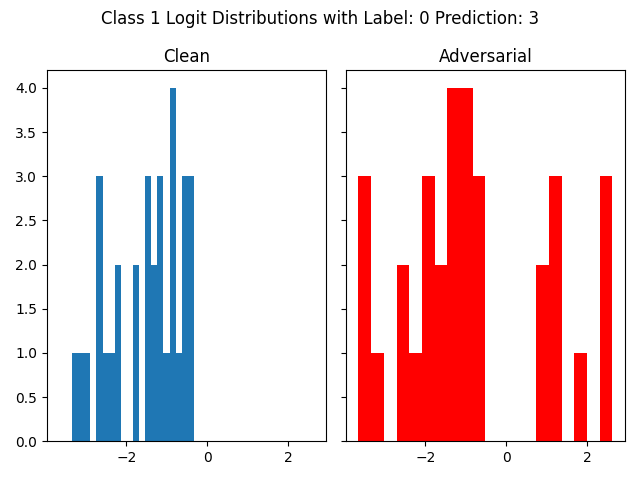 Class 1 Logit Distributions with Label: 0 Prediction: 3
Clean
Adversarial
4.0
3.5
3.0
2.5
2.0
1.5
1.0
0.5
0.0
−2 0 2
−2 0 2